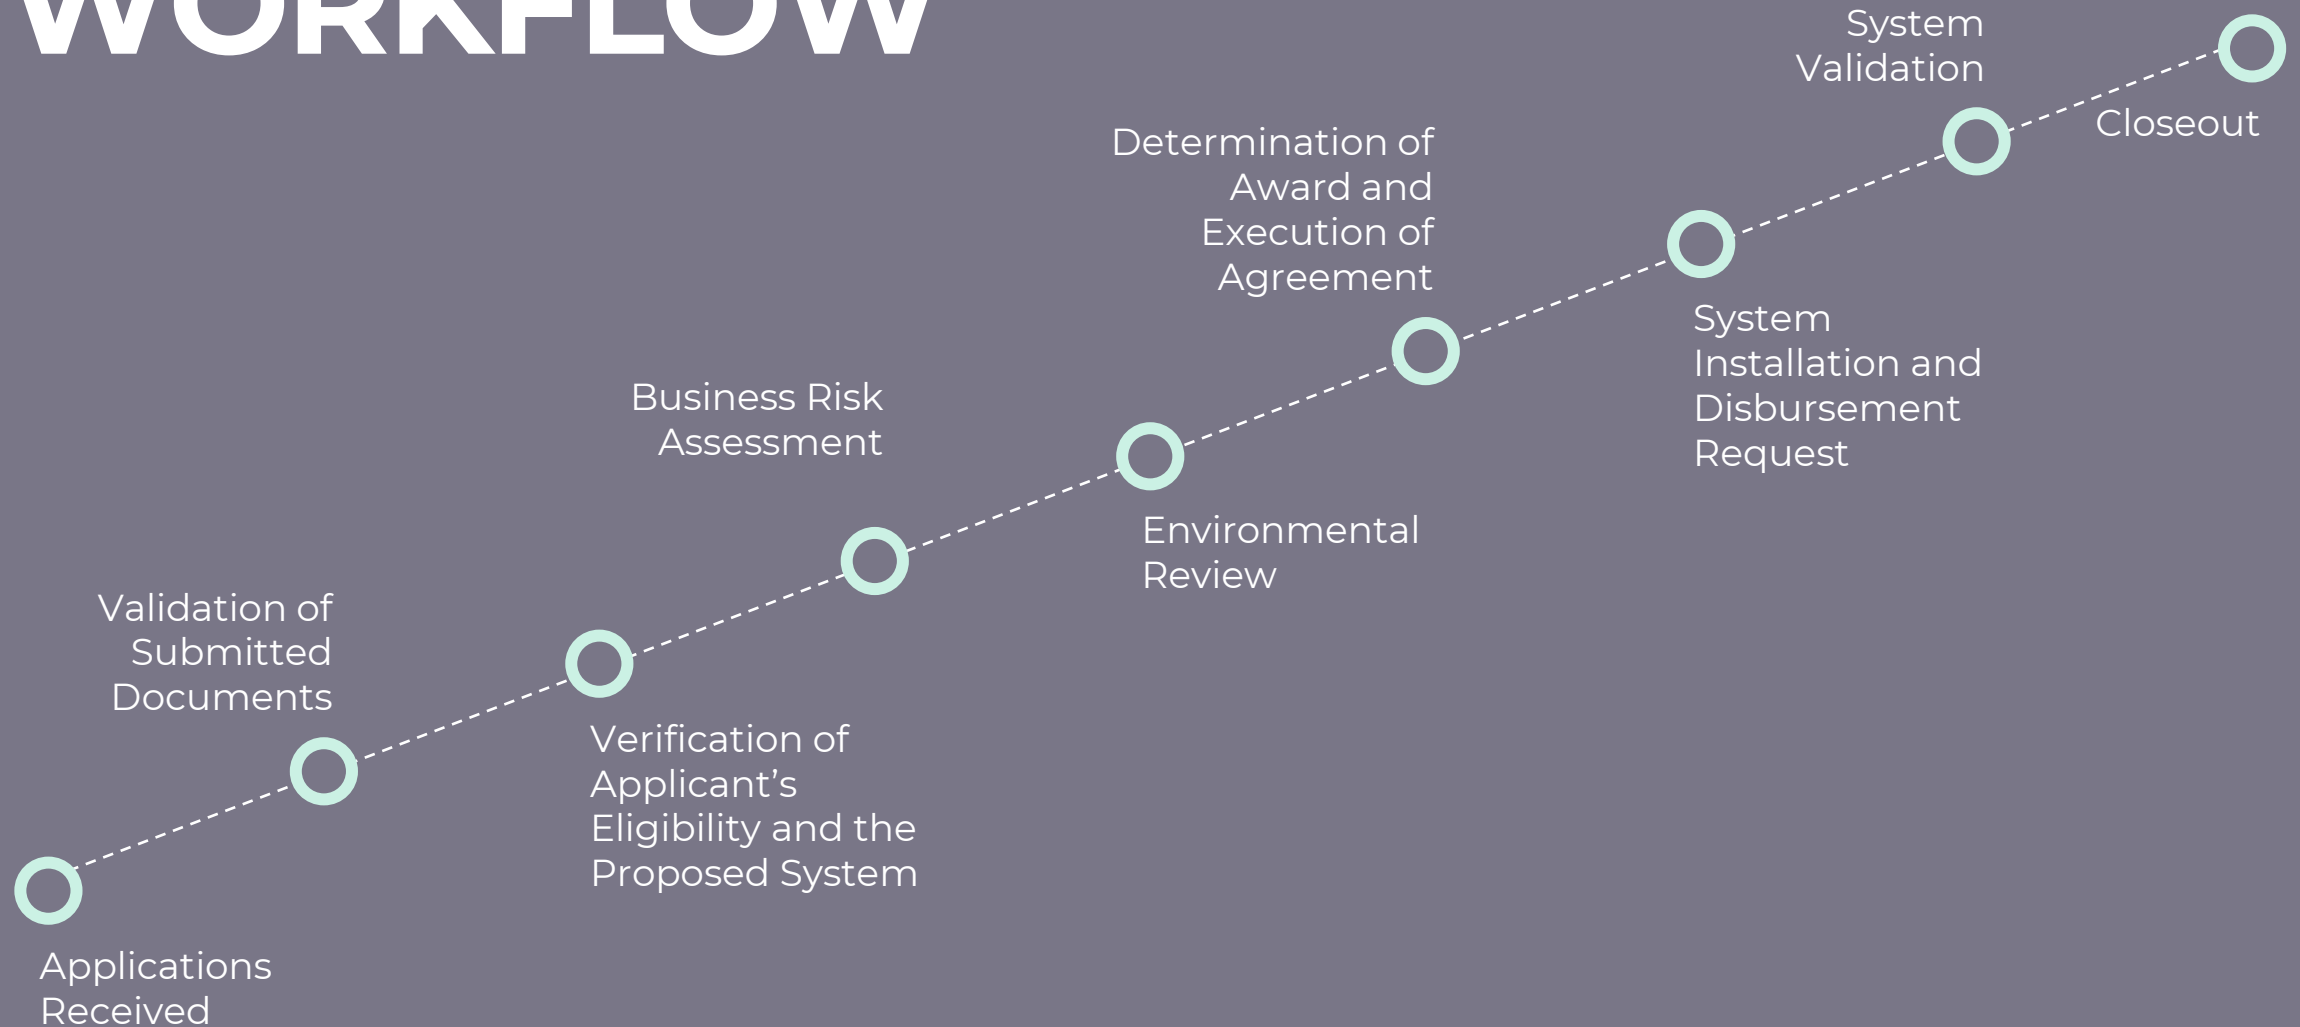 WORKFLOW
Applications
Received
Validation of
Submitted
Documents
Verification of
Applicant’s
Eligibility and the
Proposed System
Business Risk
Assessment
Environmental
Review
Determination of
Award and
Execution of
Agreement
System
Installation and
Disbursement
Request
System
Validation
Closeout